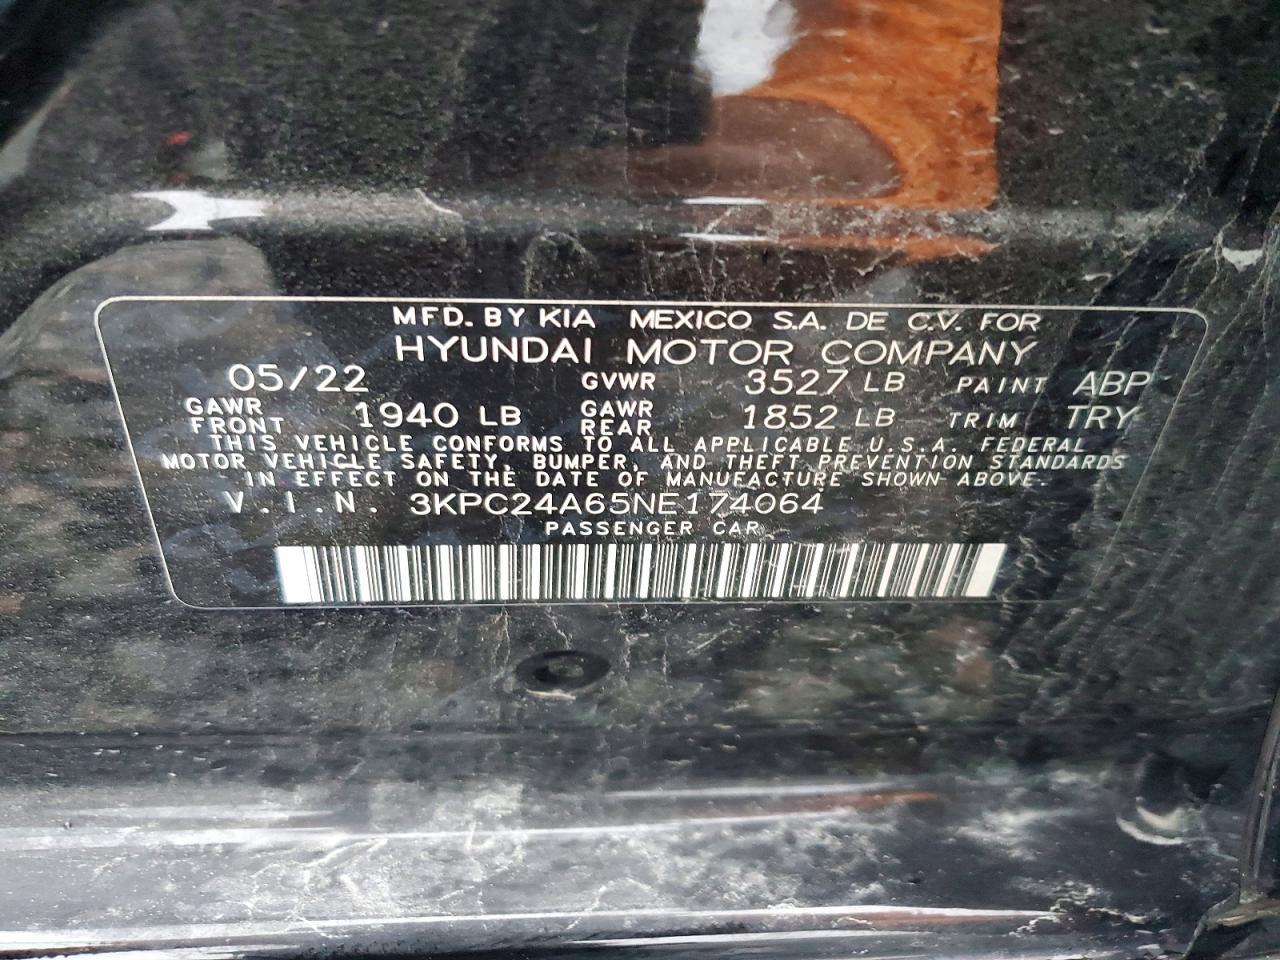 MFD. BY KIA MEXICO S.A. DE C.V. FOR
HYUNDAI MOTOR COMPANY
05/22 GVWR 3527 LB PAINT ABP
GAWR FRONT 1940 LB GAWR REAR 1852 LB TRIM TRY
THIS VEHICLE CONFORMS TO ALL APPLICABLE U.S.A. FEDERAL
MOTOR VEHICLE SAFETY, BUMPER, AND THEFT PREVENTION STANDARDS
IN EFFECT ON THE DATE OF MANUFACTURE SHOWN ABOVE.
V.I.N. 3KPC24A65NE174064
PASSENGER CAR